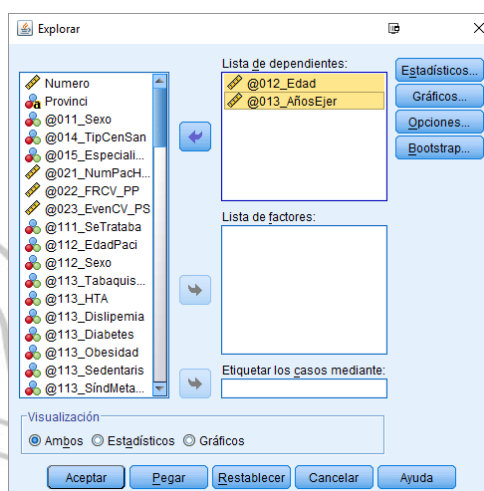 Explorar
Numero
Provinci
@011_Sexo
@014_TipCenSan
@015_Especiali...
@021_NumPacH...
@022_FRCV_PP
@023_EvenCV_PS
@111_SeTrataba
@112_EdadPaci
@112_Sexo
@113_Tabaquis...
@113_HTA
@113_Dislipemia
@113_Diabetes
@113_Obesidad
@113_Sedentaris
@113_SíndMeta...
Lista de dependientes:
@012_Edad
@013_AñosEjer
Lista de factores:
Etiquetar los casos mediante:
Estadísticos...
Gráficos...
Opciones...
Bootstrap...
Visualización
Ambos Estadísticos Gráficos
Aceptar Pegar Restablecer Cancelar Ayuda